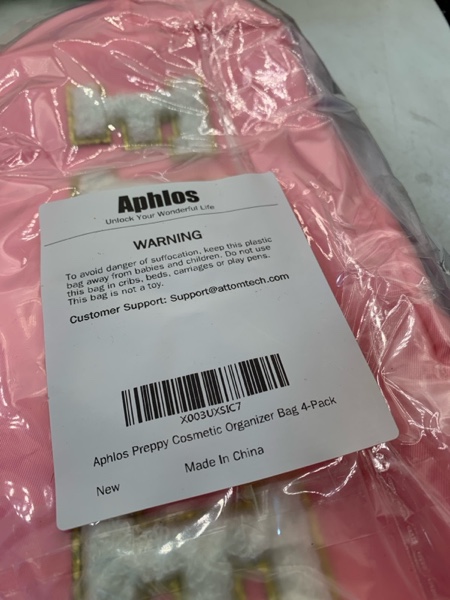 Aphlos
Unlock Your Wonderful Life
WARNING
To avoid danger of suffocation, keep this plastic
bag away from babies and children. Do not use
this bag in cribs, beds, carriages or play pens.
This bag is not a toy.
Customer Support: Support@attomtech.com
X003UXSIC7
Aphlos Preppy Cosmetic Organizer Bag 4-Pack
New
Made In China